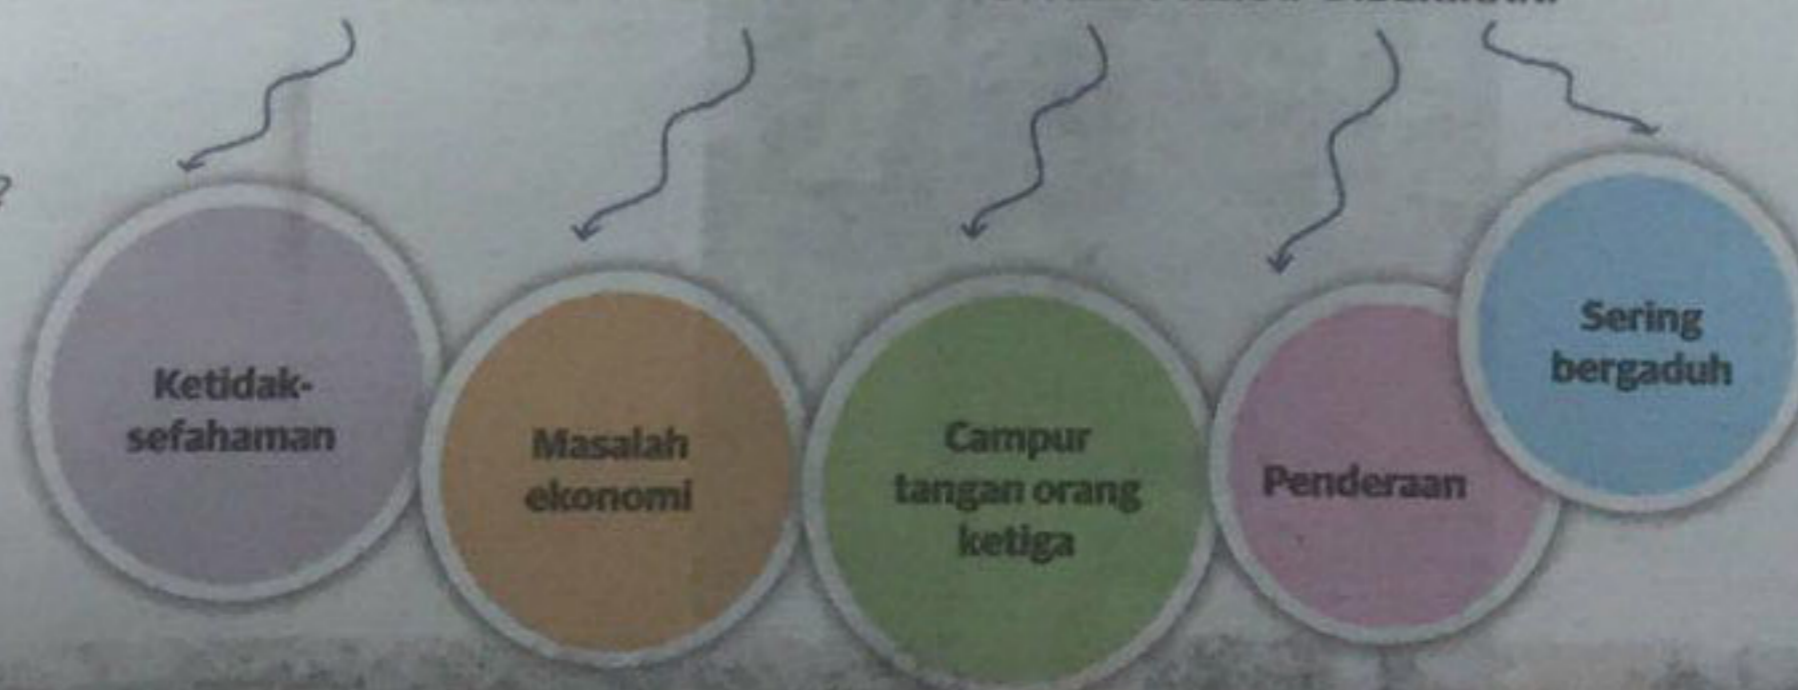 Ketidak-
sefahaman
Masalah
ekonomi
Campur
tangan orang
ketiga
Penderaan
Sering
bergaduh